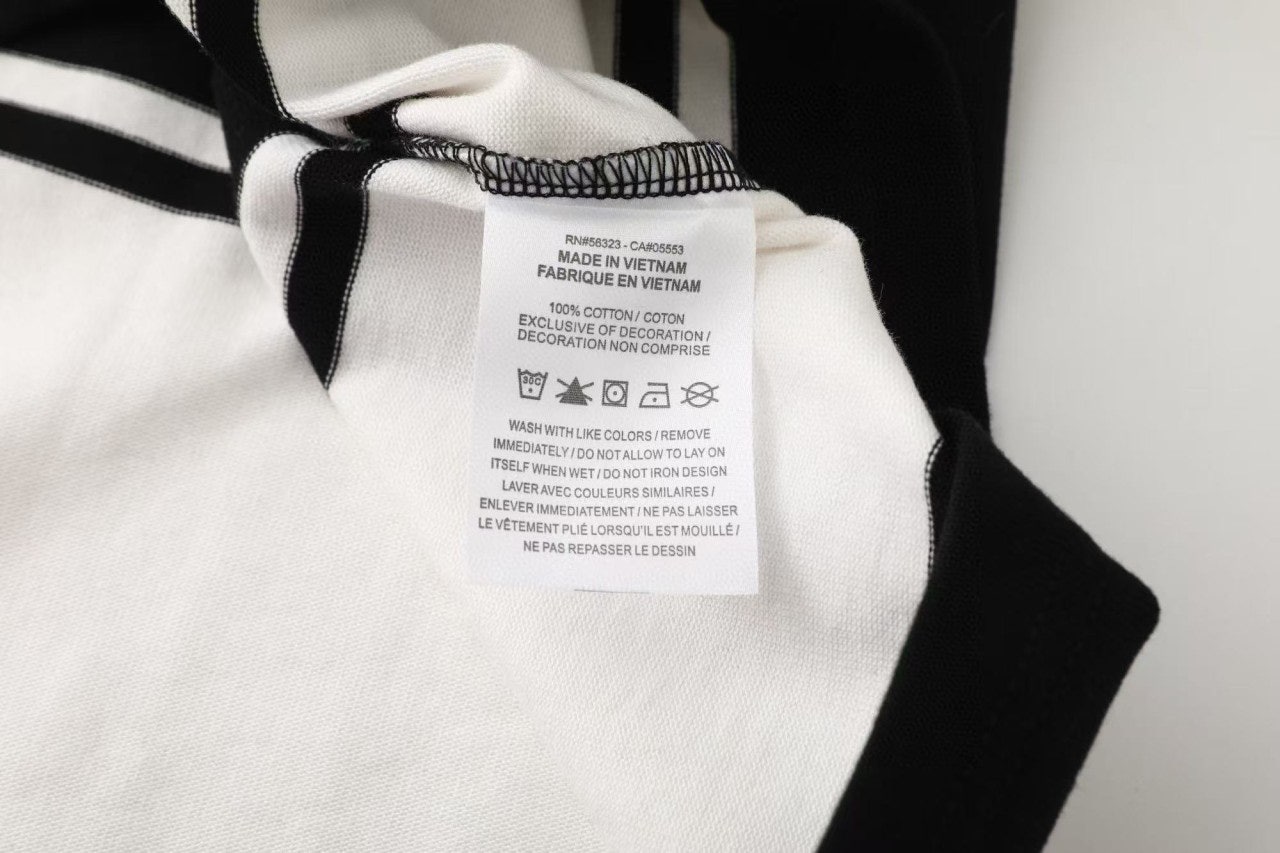 RN#56323 - CA#05553
MADE IN VIETNAM
FABRIQUE EN VIETNAM
100% COTTON / COTON
EXCLUSIVE OF DECORATION /
DECORATION NON COMPRISE
30C
WASH WITH LIKE COLORS / REMOVE
IMMEDIATELY / DO NOT ALLOW TO LAY ON
ITSELF WHEN WET / DO NOT IRON DESIGN
LAVER AVEC COULEURS SIMILAIRES /
ENLEVER IMMEDIATEMENT / NE PAS LAISSER
LE VÊTEMENT PLIÉ LORSQU'IL EST MOUILLÉ /
NE PAS REPASSER LE DESSIN